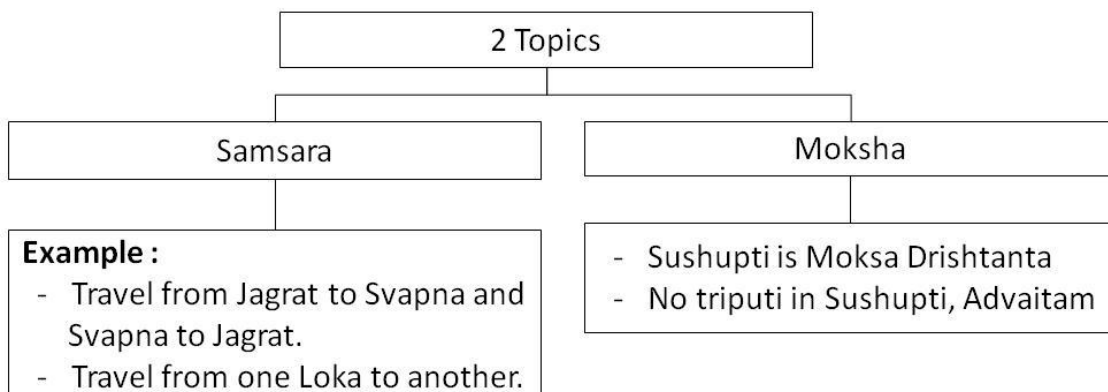 2 Topics
Samsara
Moksha
Example :
- Travel from Jagrat to Svapna and
Svapna to Jagrat.
- Travel from one Loka to another.
- Sushupti is Moksa Drishtanta
- No triputi in Sushupti, Advaitam